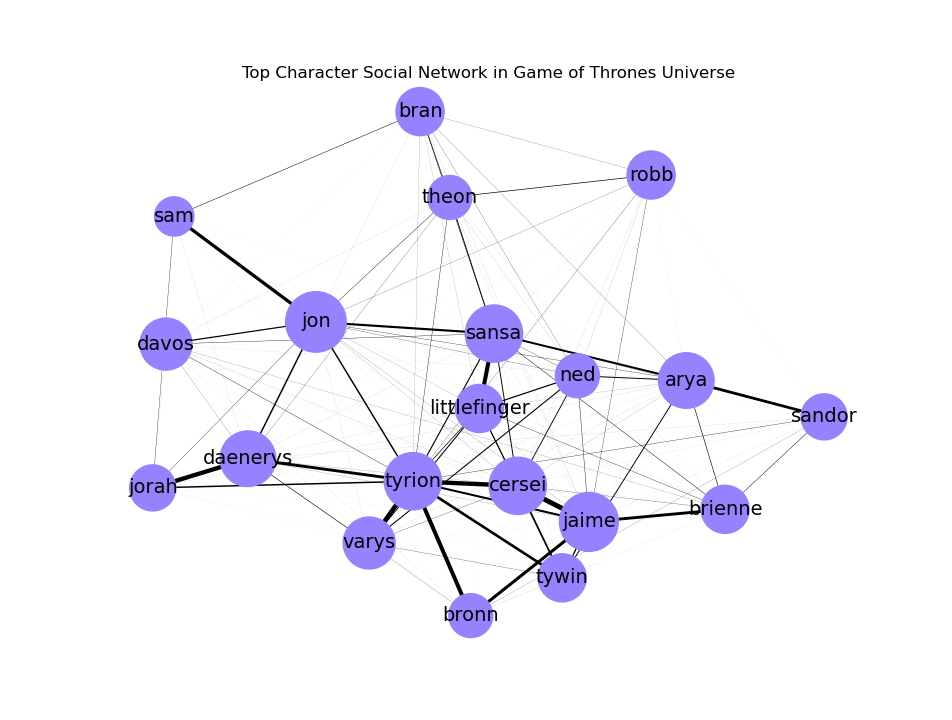 Top Character Social Network in Game of Thrones Universe
bran
robb
theon
sam
jon
sansa
davos
ned
arya
littlefinger
sandor
daenerys
tyrion
cersei
jorah
brienne
jaime
varys
tywin
bronn